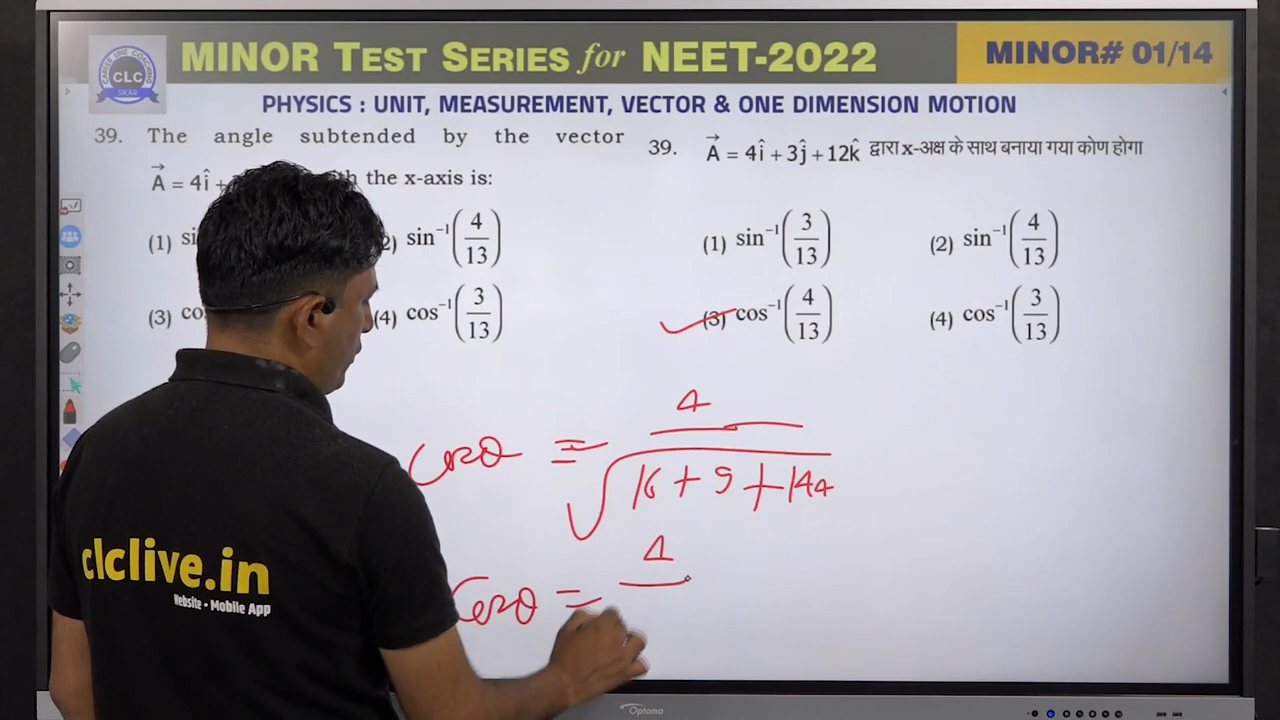 MINOR TEST SERIES for NEET-2022
MINOR# 01/14
CAREER LINE COACHING
CLC
SIKAR
PHYSICS : UNIT, MEASUREMENT, VECTOR & ONE DIMENSION MOTION
39. The angle subtended by the vector
A⃗ = 4î + the x-axis is:
(1) si
2) sin⁻¹(4/13)
(3) co
(4) cos⁻¹(3/13)
39. A⃗ = 4î + 3ĵ + 12k̂ द्वारा x-अक्ष के साथ बनाया गया कोण होगा
(1) sin⁻¹(3/13) (2) sin⁻¹(4/13)
(3) cos⁻¹(4/13) (4) cos⁻¹(3/13)
cosθ = 4/√(16 + 9 + 144
cosθ = 4
clclive.in
Website - Mobile App
Optoma